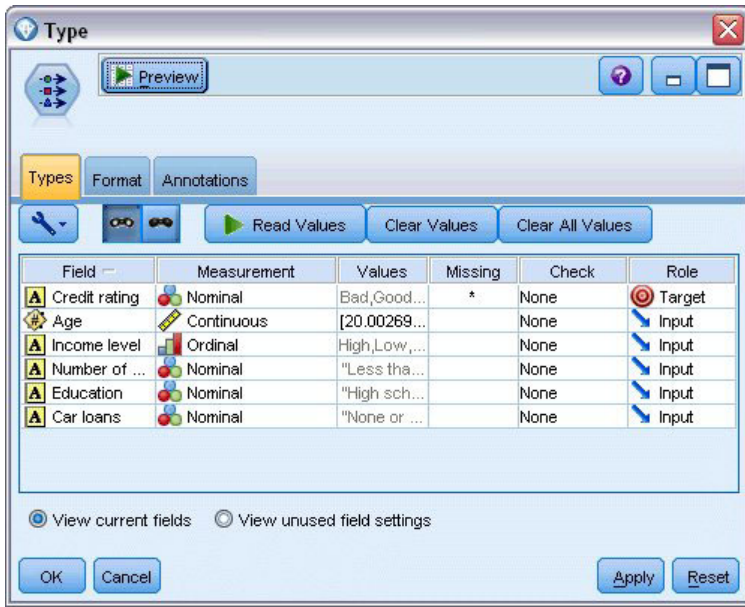 Type
Preview
Types Format Annotations
Read Values Clear Values Clear All Values
Field Measurement Values Missing Check Role
A Credit rating Nominal Bad,Good... * None Target
# Age Continuous [20.00269... None Input
A Income level Ordinal High,Low,... None Input
A Number of ... Nominal "Less tha... None Input
A Education Nominal "High sch... None Input
A Car loans Nominal "None or ... None Input
View current fields View unused field settings
OK Cancel Apply Reset